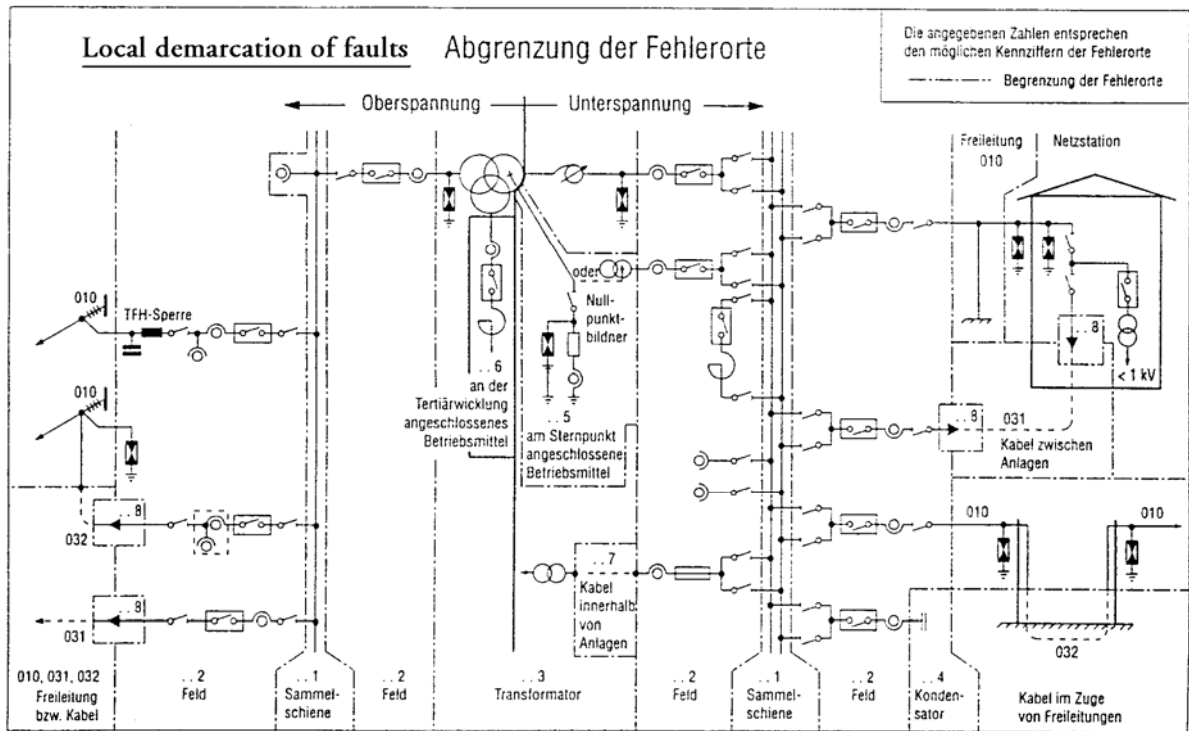 Local demarcation of faults
Abgrenzung der Fehlerorte
Die angegebenen Zahlen entsprechen
den möglichen Kennziffern der Fehlerorte
Begrenzung der Fehlerorte
Oberspannung
Unterspannung
Freileitung
010
Netzstation
010
TFH-Sperre
oder
Null-
punkt-
bildner
..8
< 1 kV
..6
an der
Tertiärwicklung
angeschlossenes
Betriebsmittel
..5
am Sternpunkt
angeschlossene
Betriebsmittel
010
..8
031
Kabel zwischen
Anlagen
..8
032
010
010
..7
Kabel
innerhalb
von
Anlagen
..8
031
032
010, 031, 032
Freileitung
bzw. Kabel
..2
Feld
..1
Sammel-
schiene
..2
Feld
..3
Transformator
..2
Feld
..1
Sammel-
schiene
..2
Feld
..4
Konden-
sator
Kabel im Zuge
von Freileitungen